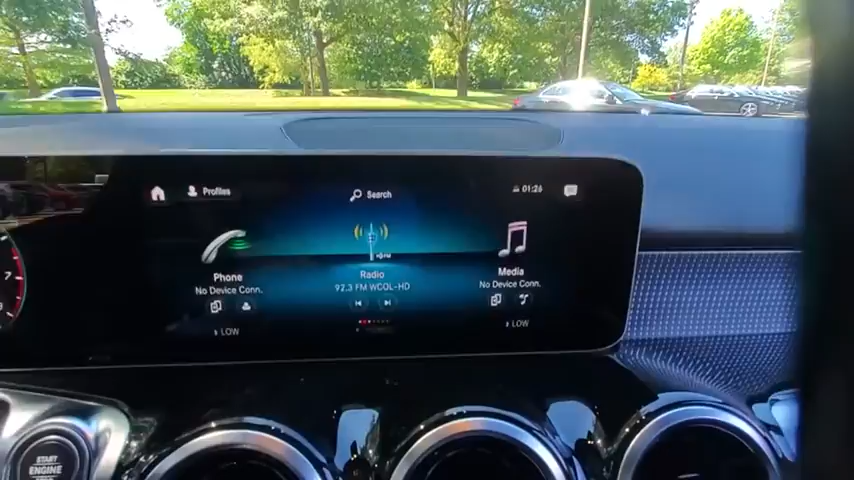 Profiles
Search
01:26
Phone
No Device Conn.
Radio
92.3 FM WCOL-HD
Media
No Device Conn.
LOW
LOW
7
START
ENGINE